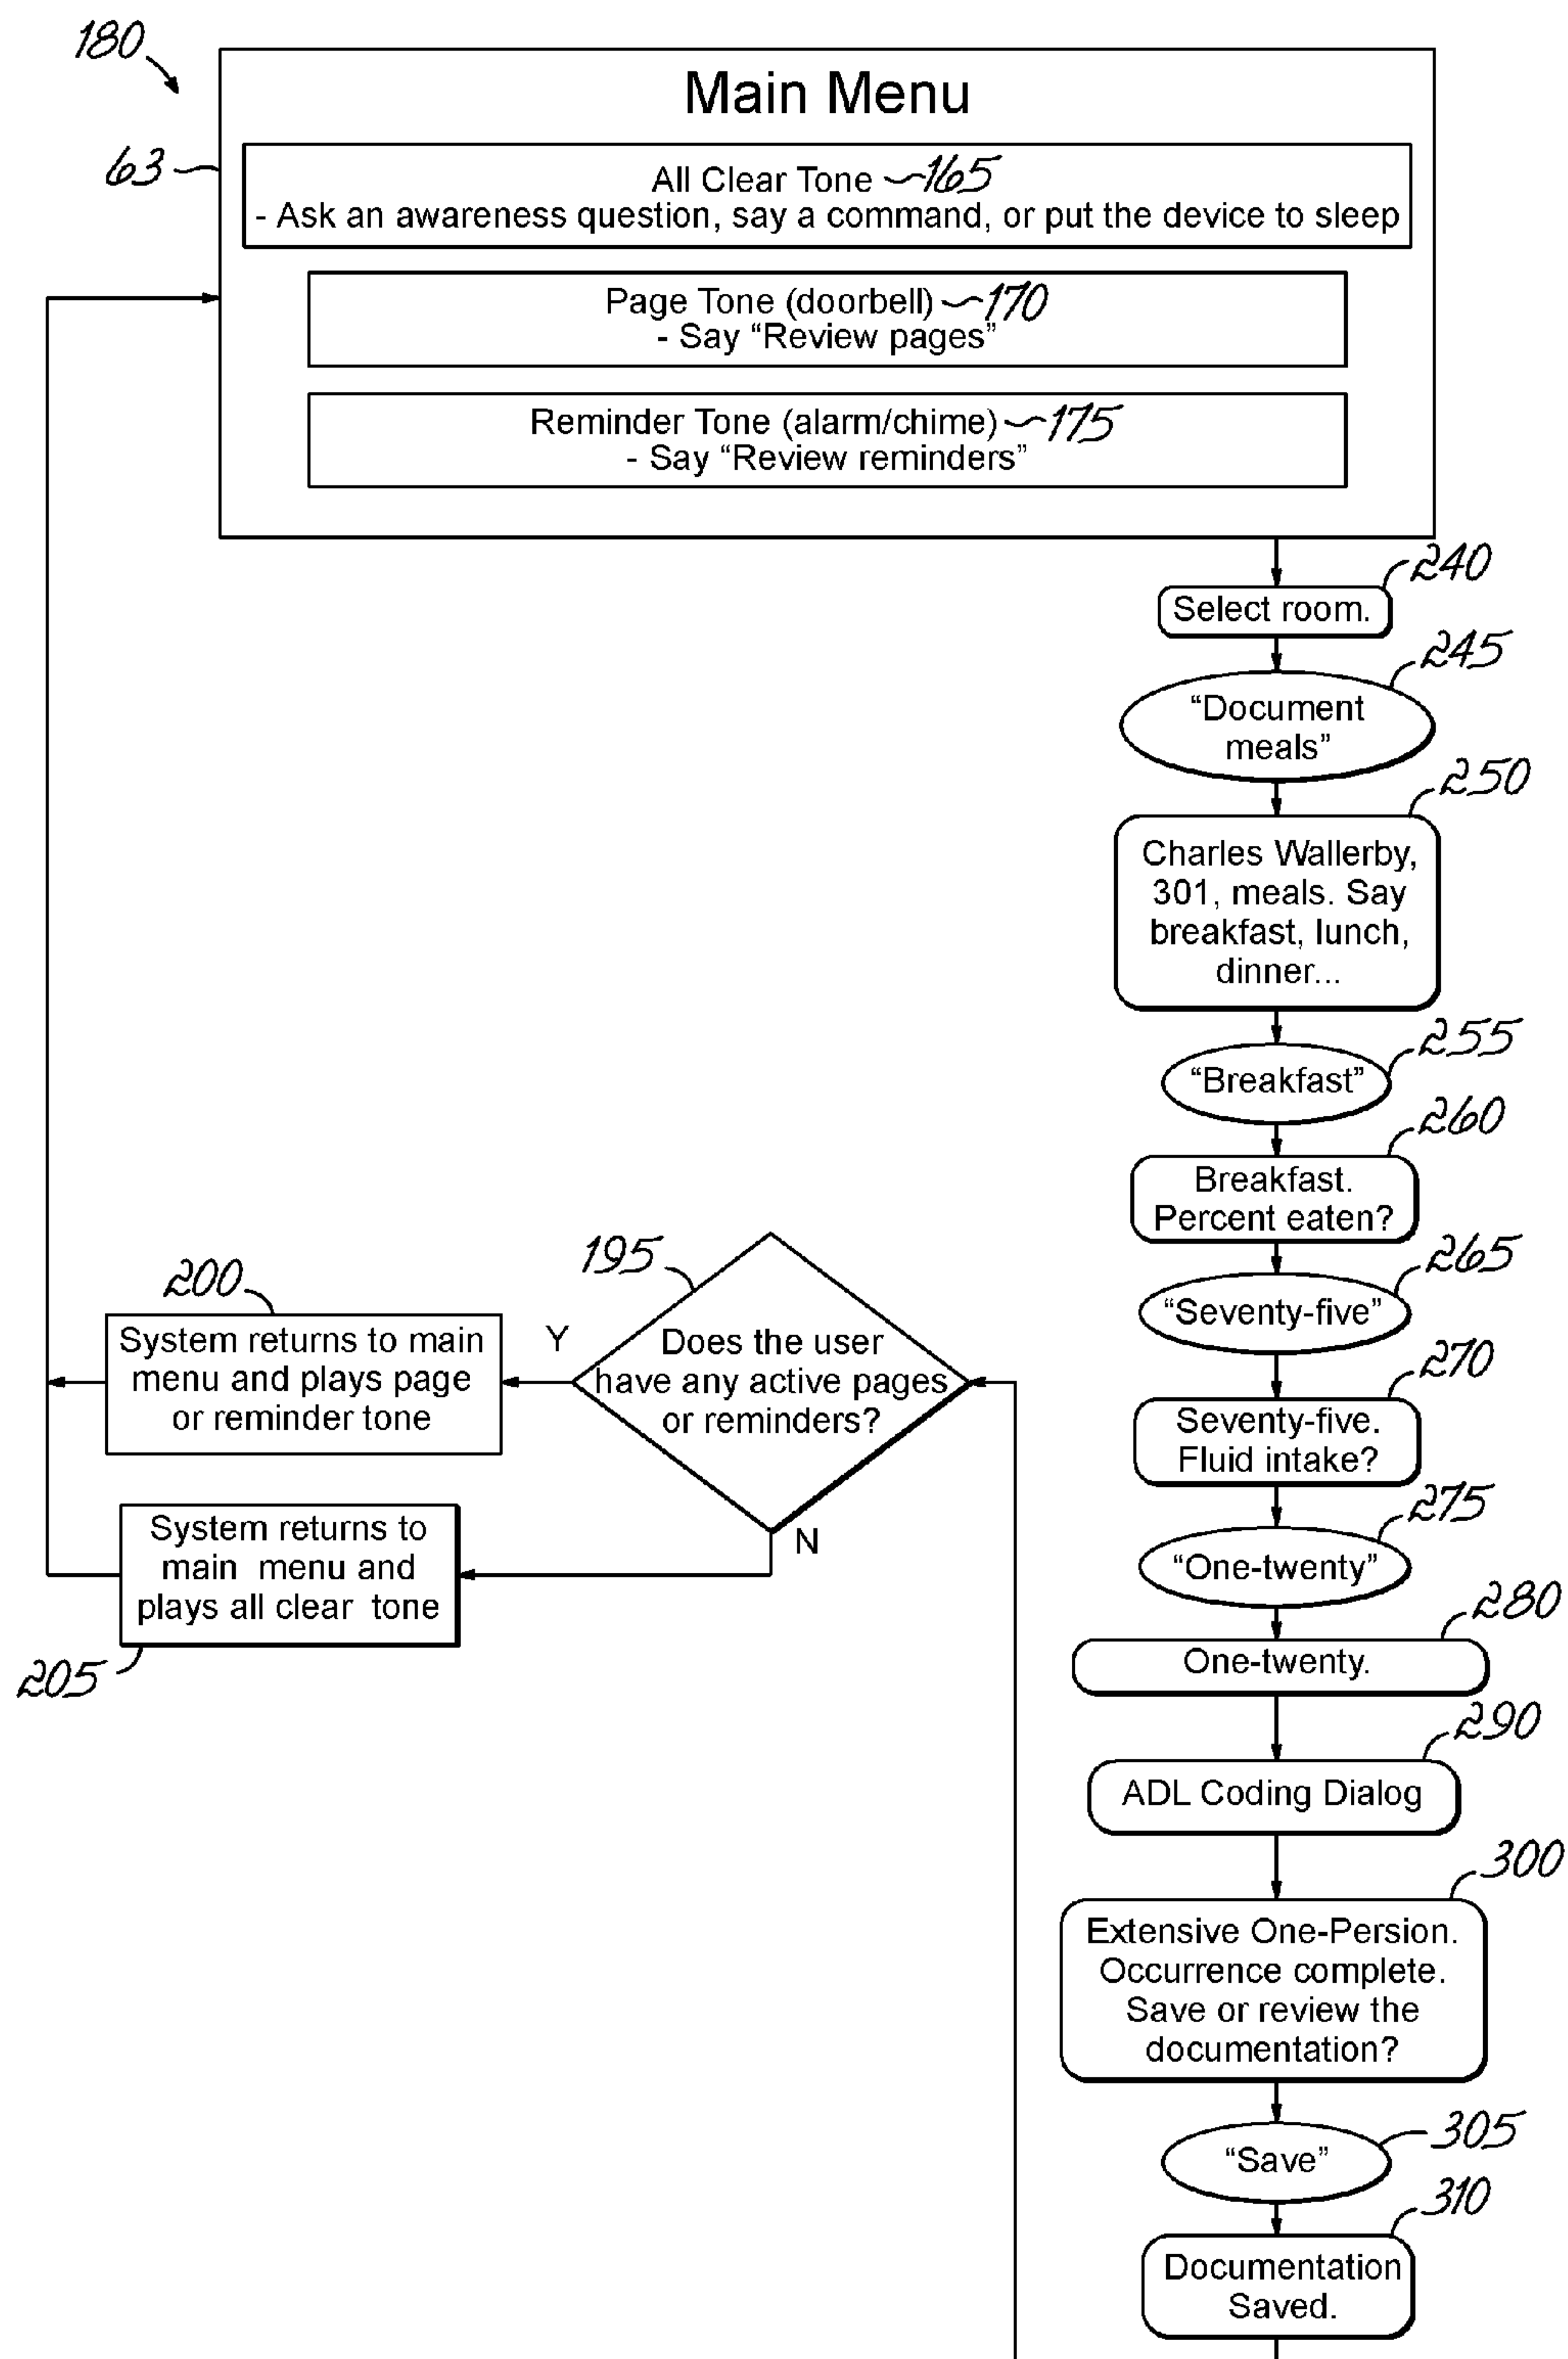 180
Main Menu
63
All Clear Tone 165
- Ask an awareness question, say a command, or put the device to sleep
Page Tone (doorbell) 170
- Say “Review pages”
Reminder Tone (alarm/chime) 175
- Say “Review reminders”
240
Select room.
245
“Document
meals”
250
Charles Wallerby,
301, meals. Say
breakfast, lunch,
dinner...
255
“Breakfast”
260
Breakfast.
Percent eaten?
265
“Seventy-five”
270
Seventy-five.
Fluid intake?
275
“One-twenty”
280
One-twenty.
290
ADL Coding Dialog
300
Extensive One-Persion.
Occurrence complete.
Save or review the
documentation?
305
“Save”
310
Documentation
Saved.
195
Does the user
have any active pages
or reminders?
Y
N
200
System returns to main
menu and plays page
or reminder tone
System returns to
main menu and
plays all clear tone
205